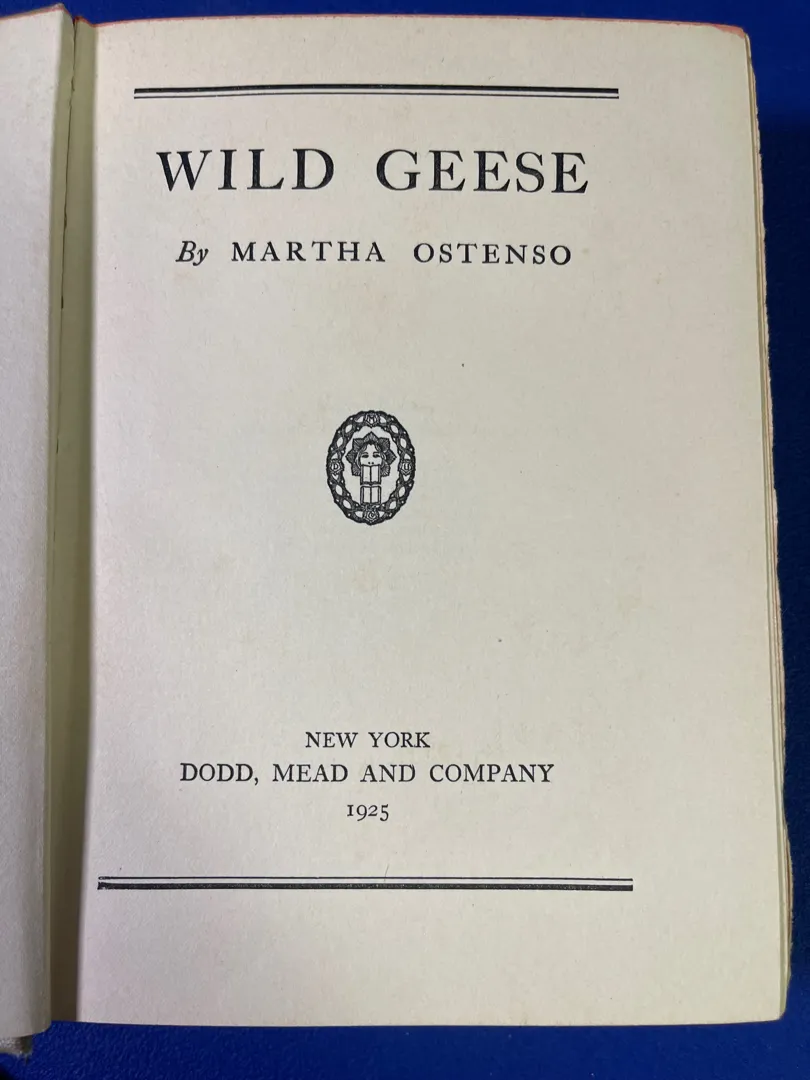 WILD GEESE
By MARTHA OSTENSO
NEW YORK
DODD, MEAD AND COMPANY
1925